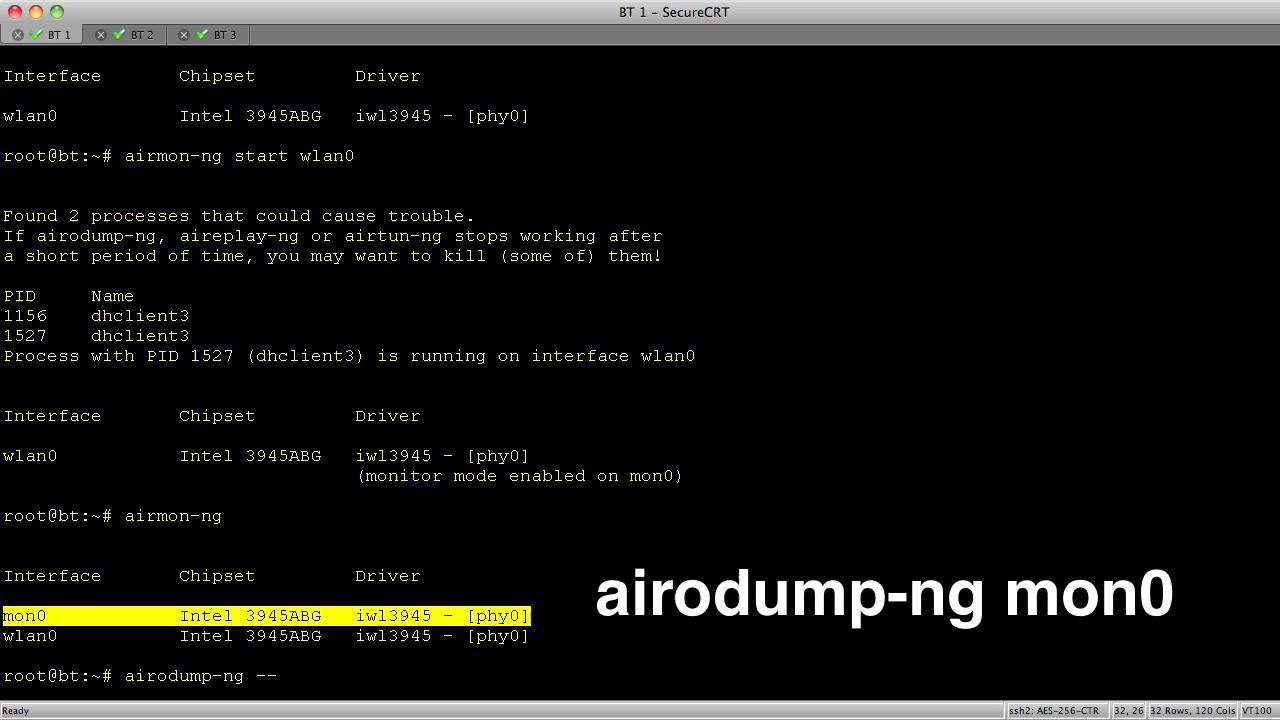 BT 1 – SecureCRT
BT 1 BT 2 BT 3
Interface Chipset Driver
wlan0 Intel 3945ABG iwl3945 - [phy0]
root@bt:~# airmon-ng start wlan0
Found 2 processes that could cause trouble.
If airodump-ng, aireplay-ng or airtun-ng stops working after
a short period of time, you may want to kill (some of) them!
PID Name
1156 dhclient3
1527 dhclient3
Process with PID 1527 (dhclient3) is running on interface wlan0
Interface Chipset Driver
wlan0 Intel 3945ABG iwl3945 - [phy0]
(monitor mode enabled on mon0)
root@bt:~# airmon-ng
Interface Chipset Driver
mon0 Intel 3945ABG iwl3945 - [phy0]
wlan0 Intel 3945ABG iwl3945 - [phy0]
root@bt:~# airodump-ng --
airodump-ng mon0
Ready ssh2: AES-256-CTR 32, 26 32 Rows, 120 Cols VT100